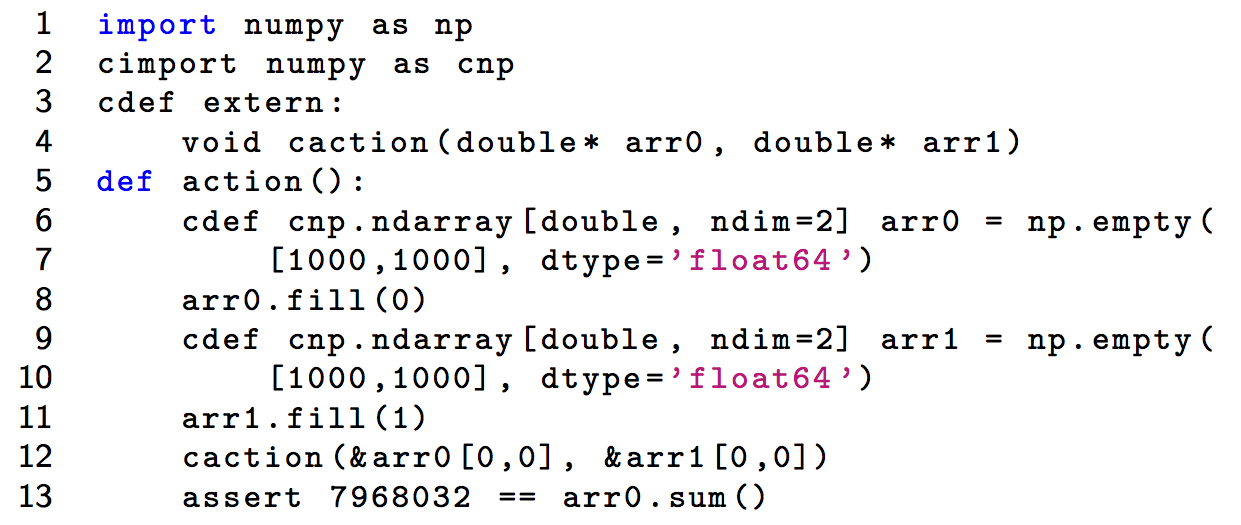 1 import numpy as np
2 cimport numpy as cnp
3 cdef extern:
4     void caction(double* arr0, double* arr1)
5 def action():
6     cdef cnp.ndarray[double, ndim=2] arr0 = np.empty(
7         [1000,1000], dtype=’float64’)
8     arr0.fill(0)
9     cdef cnp.ndarray[double, ndim=2] arr1 = np.empty(
10         [1000,1000], dtype=’float64’)
11     arr1.fill(1)
12     caction(&arr0[0,0], &arr1[0,0])
13     assert 7968032 == arr0.sum()